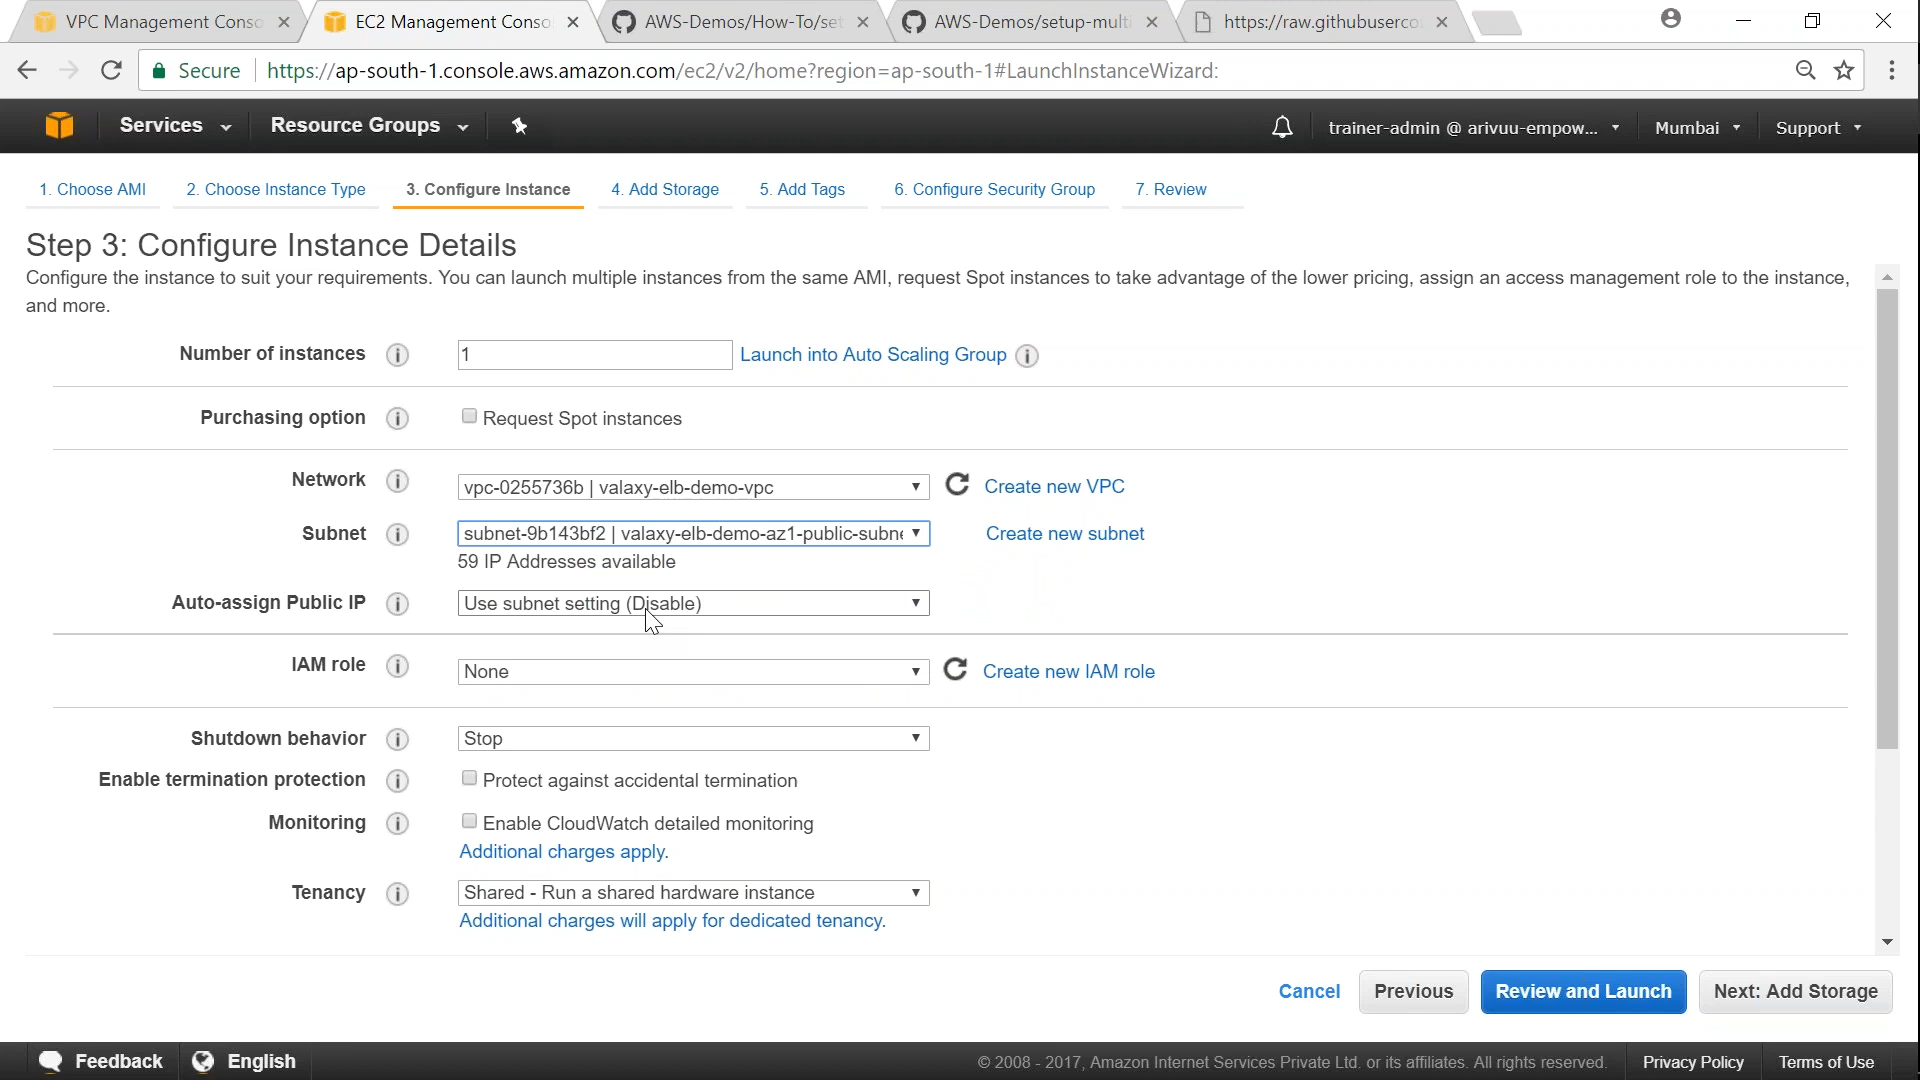 VPC Management Conso
EC2 Management Conso
AWS-Demos/How-To/set
AWS-Demos/setup-multi
https://raw.githubuserco
Secure
https://ap-south-1.console.aws.amazon.com/ec2/v2/home?region=ap-south-1#LaunchInstanceWizard:
Services
Resource Groups
trainer-admin @ arivuu-empow...
Mumbai
Support
1. Choose AMI
2. Choose Instance Type
3. Configure Instance
4. Add Storage
5. Add Tags
6. Configure Security Group
7. Review
Step 3: Configure Instance Details
Configure the instance to suit your requirements. You can launch multiple instances from the same AMI, request Spot instances to take advantage of the lower pricing, assign an access management role to the instance,
and more.
Number of instances
1
Launch into Auto Scaling Group
Purchasing option
Request Spot instances
Network
vpc-0255736b | valaxy-elb-demo-vpc
Create new VPC
Subnet
subnet-9b143bf2 | valaxy-elb-demo-az1-public-subne
Create new subnet
59 IP Addresses available
Auto-assign Public IP
Use subnet setting (Disable)
IAM role
None
Create new IAM role
Shutdown behavior
Stop
Enable termination protection
Protect against accidental termination
Monitoring
Enable CloudWatch detailed monitoring
Additional charges apply.
Tenancy
Shared - Run a shared hardware instance
Additional charges will apply for dedicated tenancy.
Cancel
Previous
Review and Launch
Next: Add Storage
Feedback
English
© 2008 - 2017, Amazon Internet Services Private Ltd. or its affiliates. All rights reserved.
Privacy Policy
Terms of Use